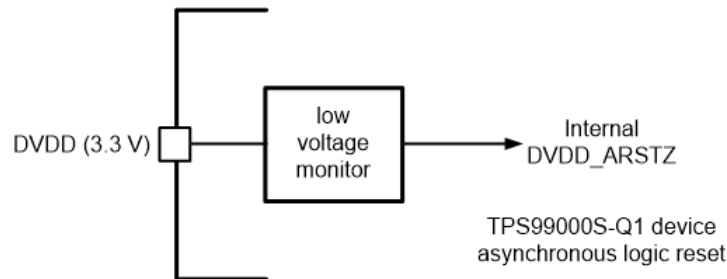 DVDD (3.3 V)
low
voltage
monitor
Internal
DVDD_ARSTZ
TPS99000S-Q1 device
asynchronous logic reset